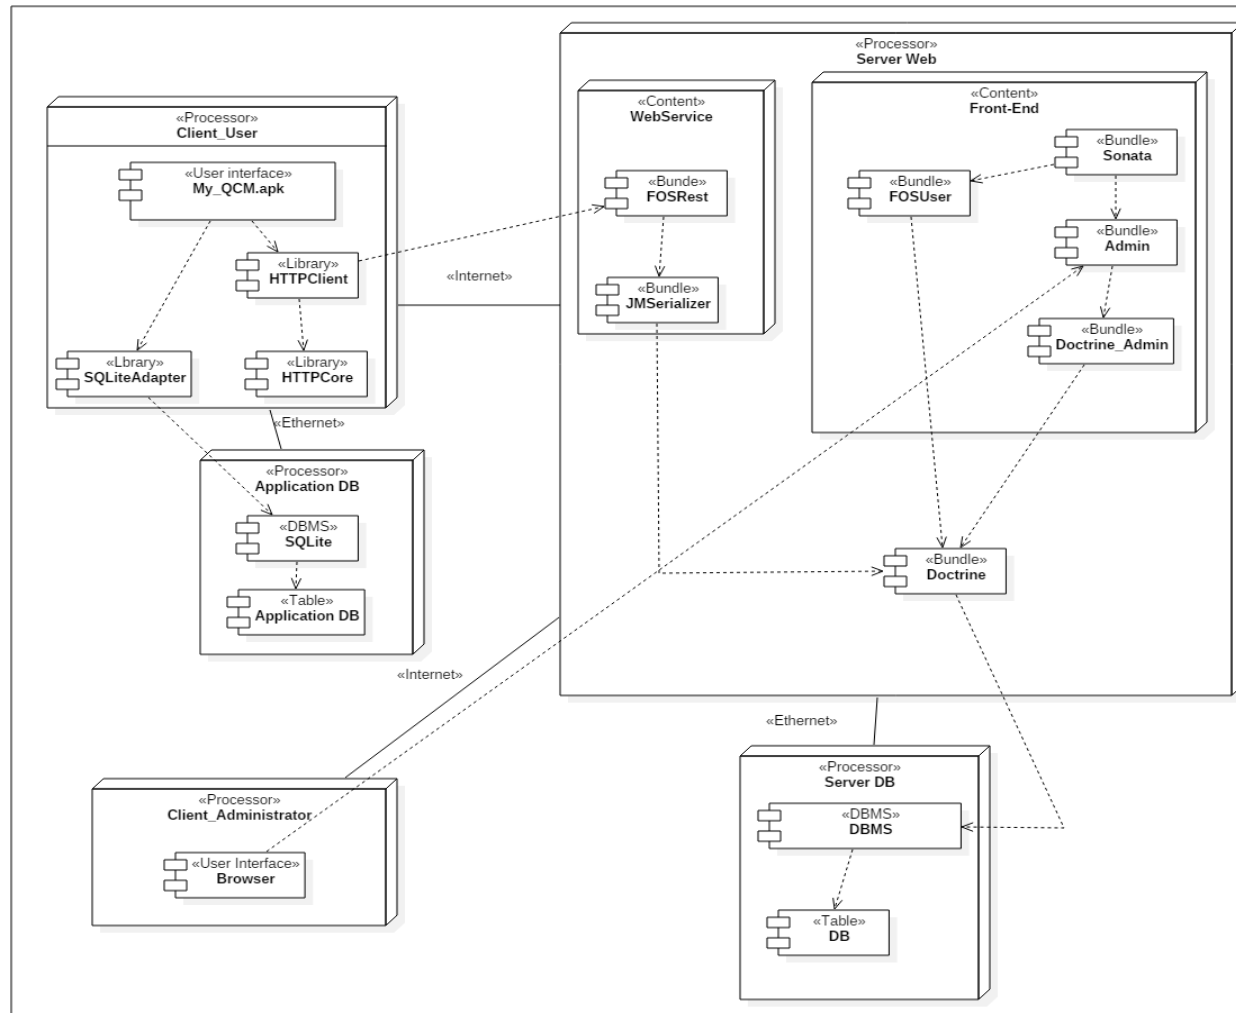 «Processor»
Server Web
«Content»
WebService
«Bunde»
FOSRest
«Bundle»
JMSerializer
«Content»
Front-End
«Bundle»
Sonata
«Bundle»
FOSUser
«Bundle»
Admin
«Bundle»
Doctrine_Admin
«Bundle»
Doctrine
«Processor»
Client_User
«User interface»
My_QCM.apk
«Library»
HTTPClient
«Lbrary»
SQLiteAdapter
«Library»
HTTPCore
«Internet»
«Ethernet»
«Processor»
Application DB
«DBMS»
SQLite
«Table»
Application DB
«Internet»
«Processor»
Client_Administrator
«User Interface»
Browser
«Ethernet»
«Processor»
Server DB
«DBMS»
DBMS
«Table»
DB